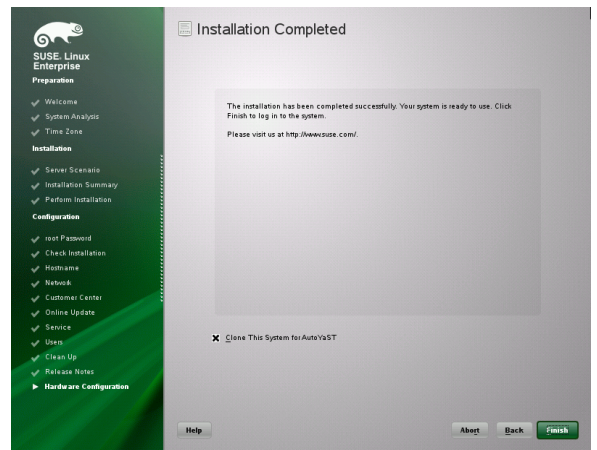 SUSE Linux
Enterprise
Preparation
Welcome
System Analysis
Time Zone
Installation
Server Scenario
Installation Summary
Perform Installation
Configuration
root Password
Check Installation
Hostname
Network
Customer Center
Online Update
Service
Users
Clean Up
Release Notes
Hardware Configuration
Installation Completed
The installation has been completed successfully. Your system is ready to use. Click
Finish to log in to the system.
Please visit us at http://www.suse.com/.
Clone This System for AutoYaST
Help
Abort
Back
Finish